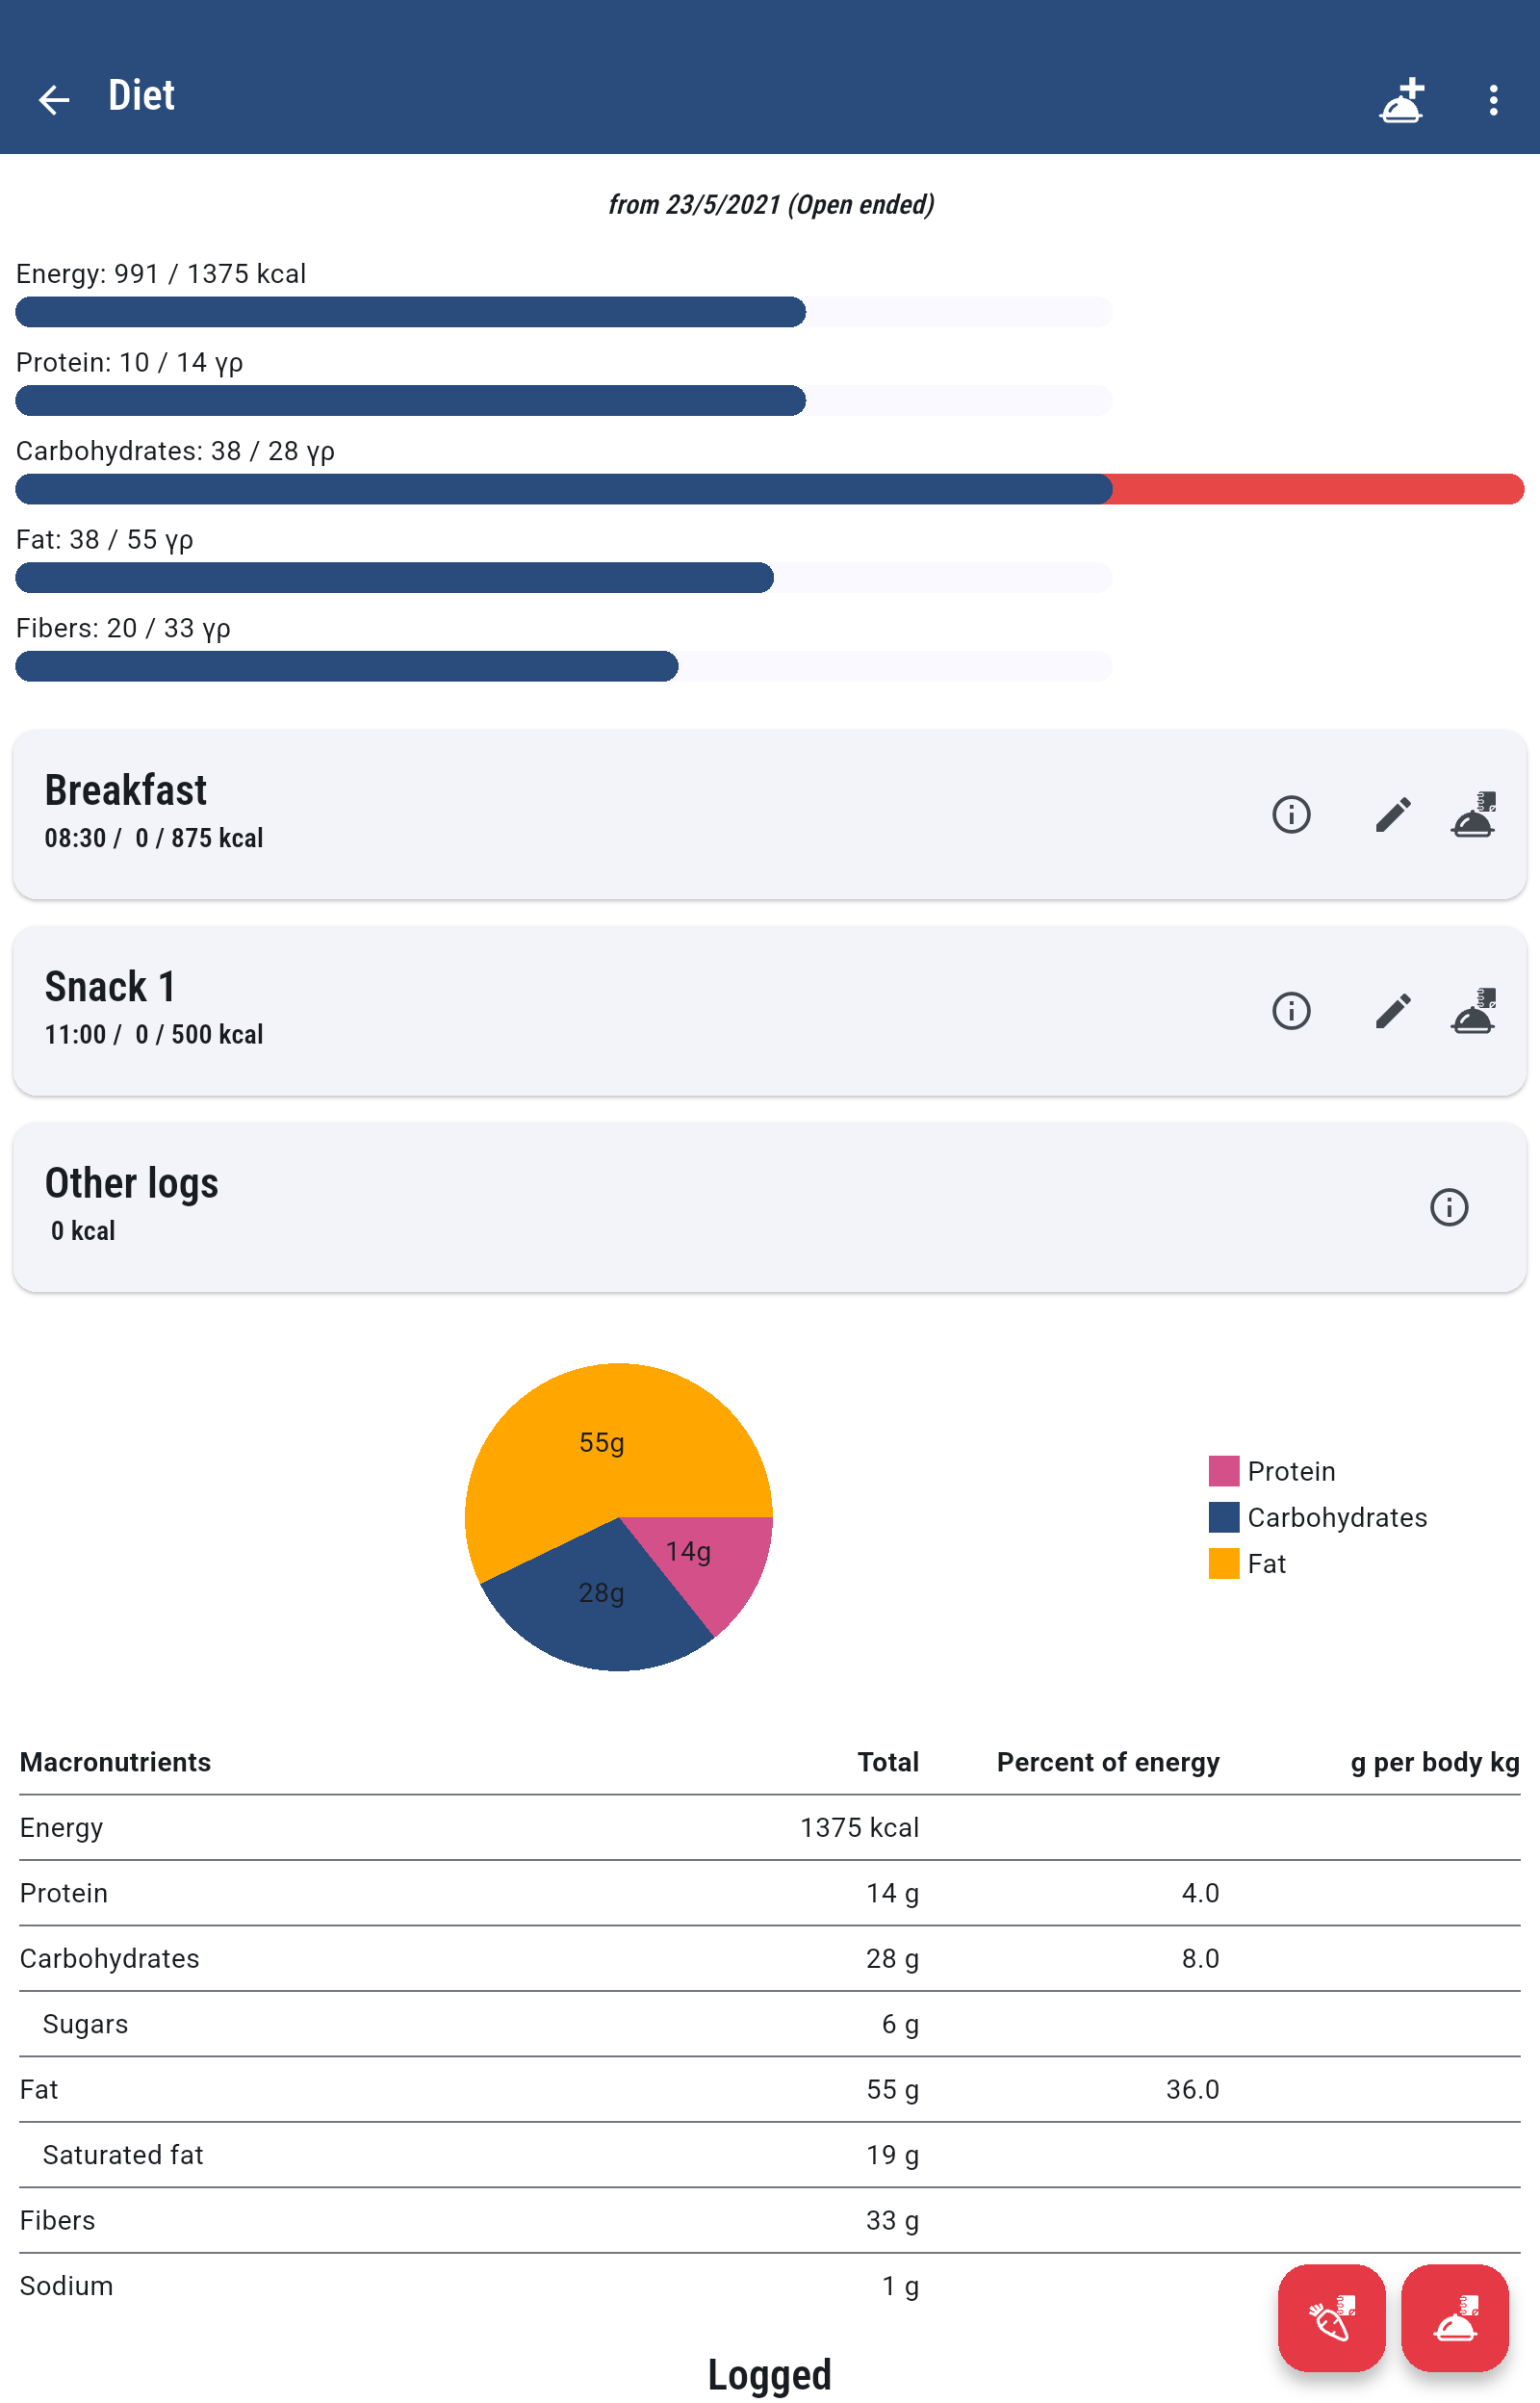 Diet
from 23/5/2021 (Open ended)
Energy: 991 / 1375 kcal
Protein: 10 / 14 γρ
Carbohydrates: 38 / 28 γρ
Fat: 38 / 55 γρ
Fibers: 20 / 33 γρ
Breakfast
08:30 / 0 / 875 kcal
Snack 1
11:00 / 0 / 500 kcal
Other logs
0 kcal
55g
14g
28g
Protein
Carbohydrates
Fat
Macronutrients Total Percent of energy g per body kg
Energy 1375 kcal
Protein 14 g 4.0
Carbohydrates 28 g 8.0
Sugars 6 g
Fat 55 g 36.0
Saturated fat 19 g
Fibers 33 g
Sodium 1 g
Logged